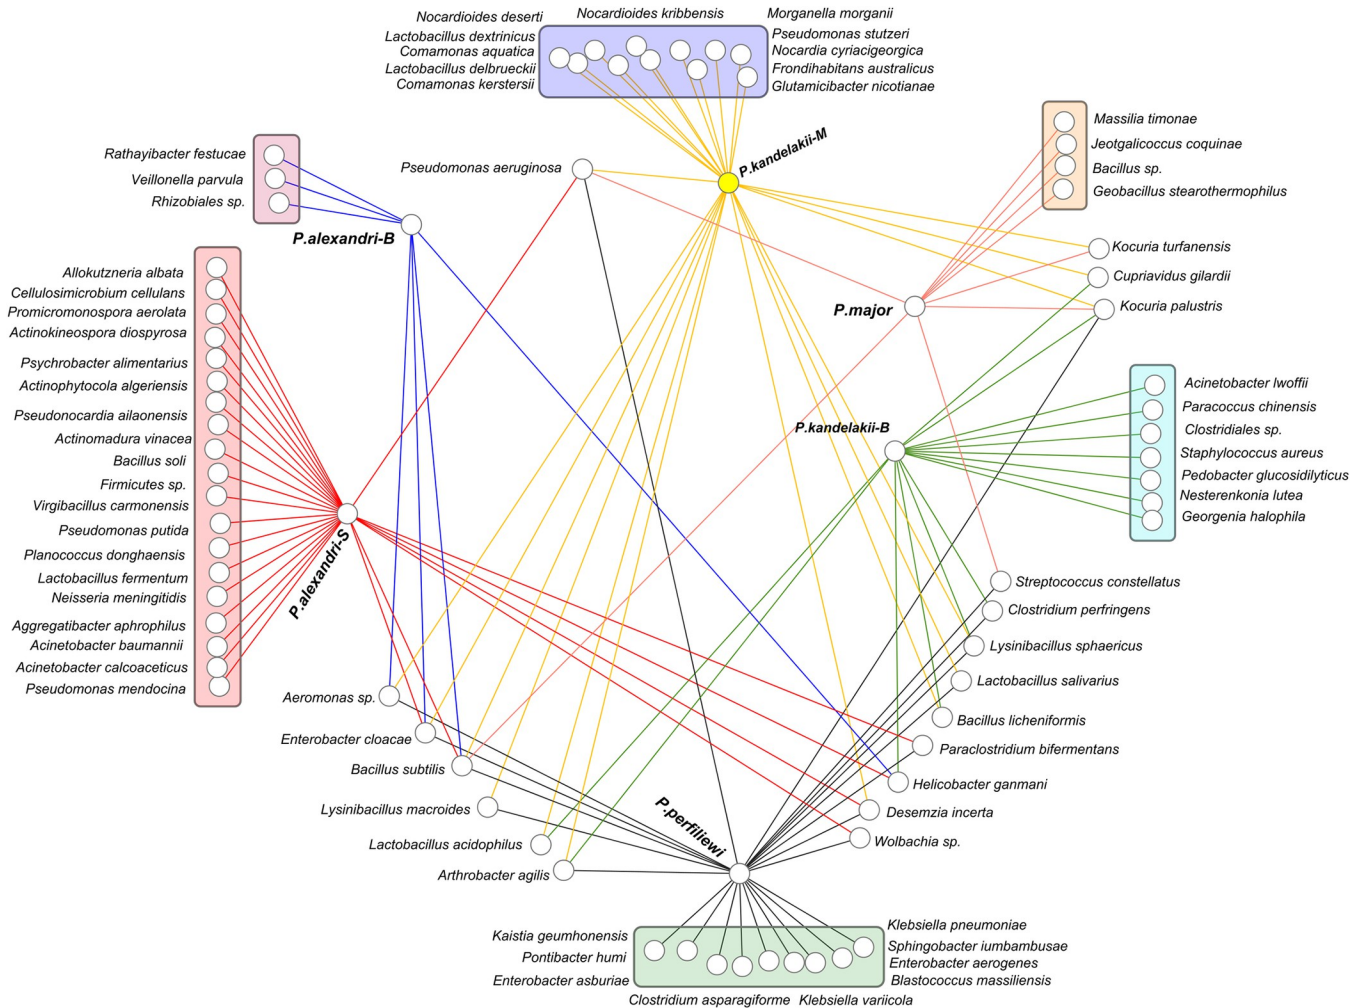 Nocardioides deserti
Nocardioides kribbensis
Morganella morganii
Lactobacillus dextrinicus
Comamonas aquatica
Lactobacillus delbrueckii
Comamonas kerstersii
Pseudomonas stutzeri
Nocardia cyriacigeorgica
Frondihabitans australicus
Glutamicibacter nicotianae
P.kandelakii-M
Massilia timonae
Jeotgalicoccus coquinae
Bacillus sp.
Geobacillus stearothermophilus
Rathayibacter festucae
Veillonella parvula
Rhizobiales sp.
Pseudomonas aeruginosa
P.alexandri-B
Kocuria turfanensis
Cupriavidus gilardii
Kocuria palustris
P.major
Allokutzneria albata
Cellulosimicrobium cellulans
Promicromonospora aerolata
Actinokineospora diospyrosa
Psychrobacter alimentarius
Actinophytocola algeriensis
Pseudonocardia ailaonensis
Actinomadura vinacea
Bacillus soli
Firmicutes sp.
Virgibacillus carmonensis
Pseudomonas putida
Planococcus donghaensis
Lactobacillus fermentum
Neisseria meningitidis
Aggregatibacter aphrophilus
Acinetobacter baumannii
Acinetobacter calcoaceticus
Pseudomonas mendocina
P.alexandri-S
P.kandelakii-B
Acinetobacter lwoffii
Paracoccus chinensis
Clostridiales sp.
Staphylococcus aureus
Pedobacter glucosidilyticus
Nesterenkonia lutea
Georgenia halophila
Streptococcus constellatus
Clostridium perfringens
Lysinibacillus sphaericus
Lactobacillus salivarius
Bacillus licheniformis
Paraclostridium bifermentans
Helicobacter ganmani
Desemzia incerta
Wolbachia sp.
Aeromonas sp.
Enterobacter cloacae
Bacillus subtilis
Lysinibacillus macroides
Lactobacillus acidophilus
Arthrobacter agilis
P.perfiliewi
Kaistia geumhonensis
Pontibacter humi
Enterobacter asburiae
Klebsiella pneumoniae
Sphingobacter iumbambusae
Enterobacter aerogenes
Blastococcus massiliensis
Clostridium asparagiforme
Klebsiella variicola